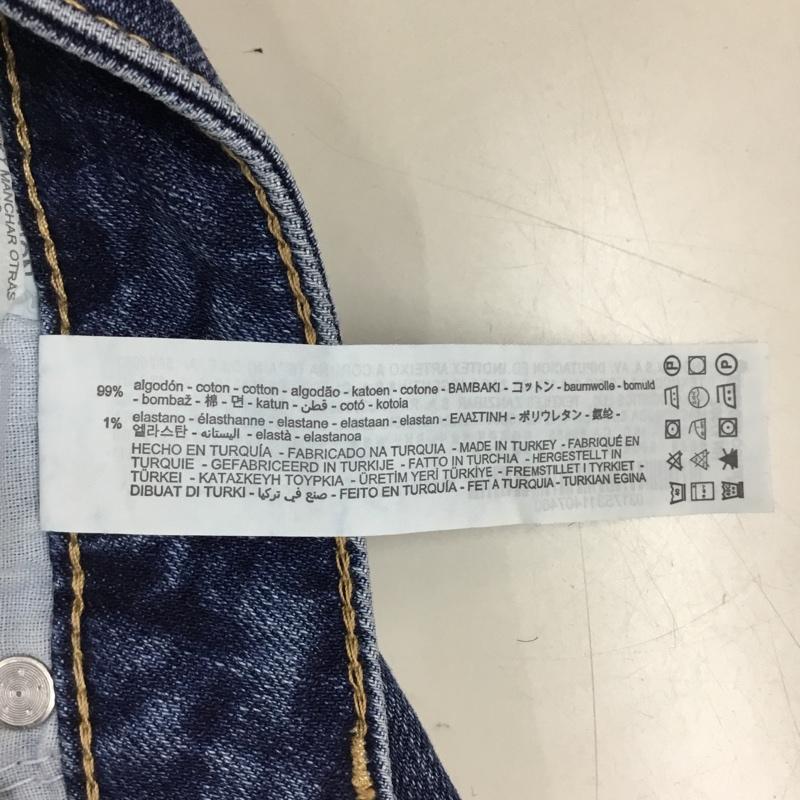 MANCHAR OTRAS
99% algodón - coton - cotton - algodão - katoen - cotone - BAMBAKI - コットン - baumwolle - bomuld
- bombaž - 棉 - 면 - katun - قطن - cotó - kotoia
1% elastano - élasthanne - elastane - elastaan - elastan - ΕΛΑΣΤΙΝΗ - ポリウレタン - 氨纶 -
엘라스탄 - اليستانه - elastà - elastanoa
HECHO EN TURQUÍA - FABRICADO NA TURQUIA - MADE IN TURKEY - FABRIQUÉ EN
TURQUIE - GEFABRICEERD IN TURKIJE - FATTO IN TURCHIA - HERGESTELLT IN
TÜRKEI - ΚΑΤΑΣΚΕΥΗ ΤΟΥΡΚΙΑ - ÜRETİM YERİ TÜRKİYE - FREMSTILLET I TYRKIET -
DIBUAT DI TURKI - صنع في تركيا - FEITO EN TURQUÍA - FET A TURQUIA - TURKIAN EGINA